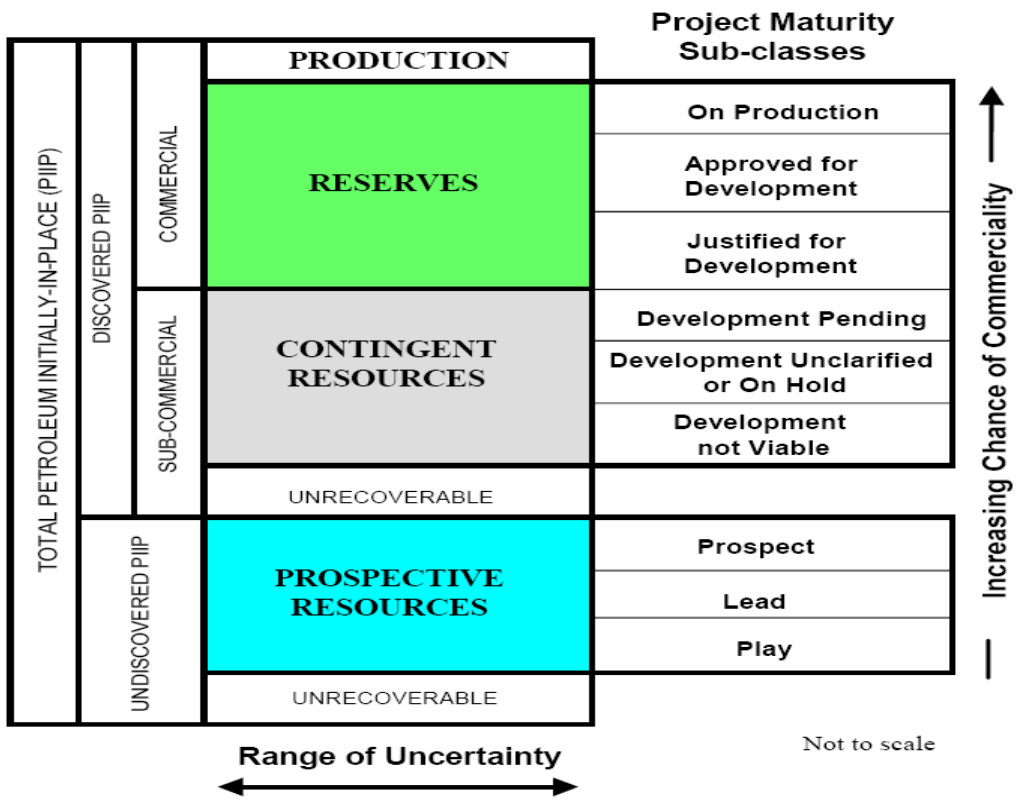 Project Maturity
Sub-classes
TOTAL PETROLEUM INITIALLY-IN-PLACE (PIIP)
DISCOVERED PIIP
COMMERCIAL
PRODUCTION
RESERVES
On Production
Approved for
Development
Justified for
Development
SUB-COMMERCIAL
CONTINGENT
RESOURCES
Development Pending
Development Unclarified
or On Hold
Development
not Viable
UNRECOVERABLE
UNDISCOVERED PIIP
PROSPECTIVE
RESOURCES
Prospect
Lead
Play
UNRECOVERABLE
Increasing Chance of Commerciality
Range of Uncertainty
Not to scale